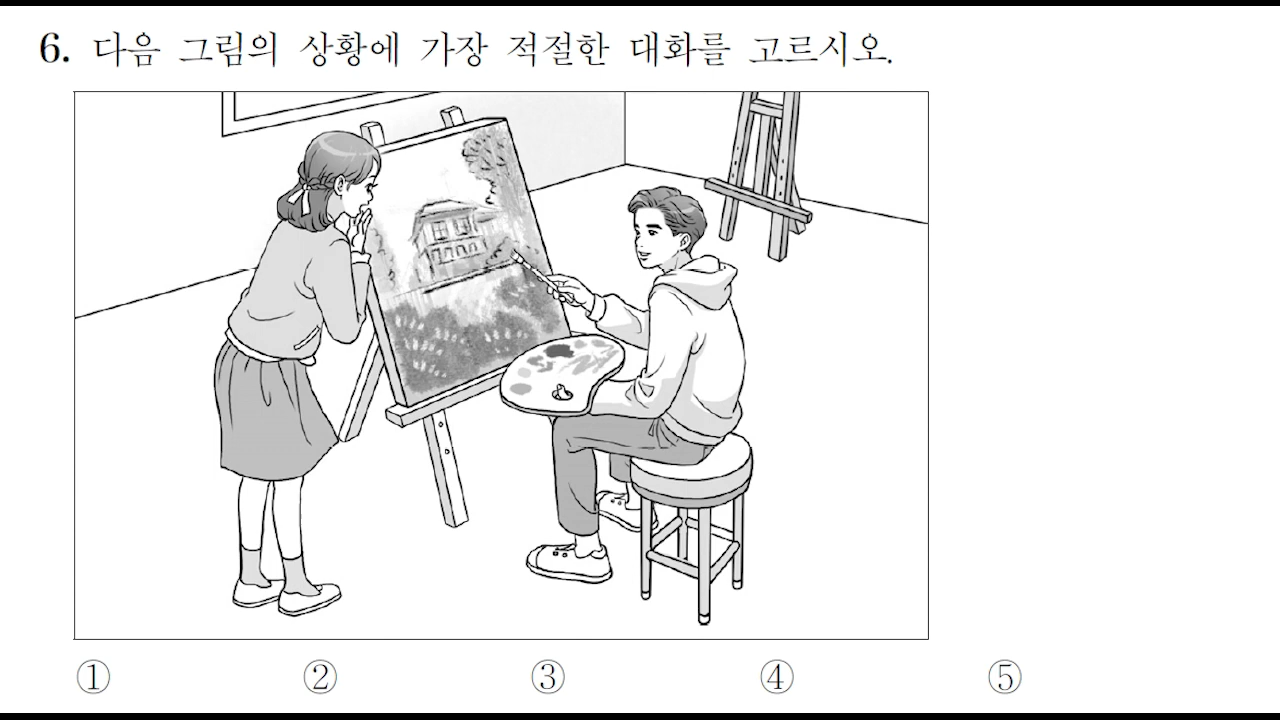 6. 다음 그림의 상황에 가장 적절한 대화를 고르시오.
① ② ③ ④ ⑤